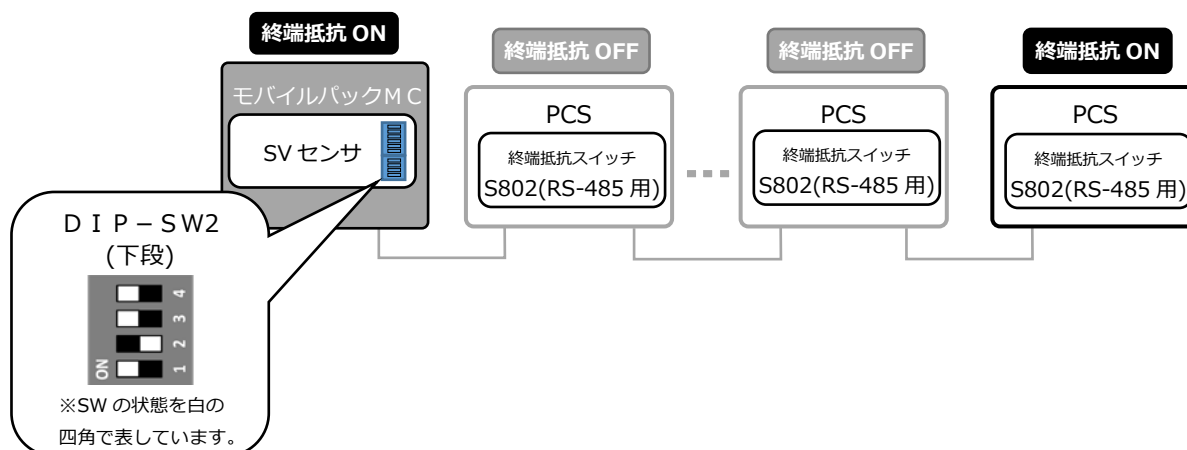 終端抵抗 ON
終端抵抗 OFF
終端抵抗 OFF
終端抵抗 ON
モバイルパックＭＣ
SV センサ
PCS
終端抵抗スイッチ
S802(RS-485 用)
PCS
終端抵抗スイッチ
S802(RS-485 用)
PCS
終端抵抗スイッチ
S802(RS-485 用)
ＤＩＰ－ＳＷ2
(下段)
4
3
2
1
ON
※SW の状態を白の
四角で表しています。